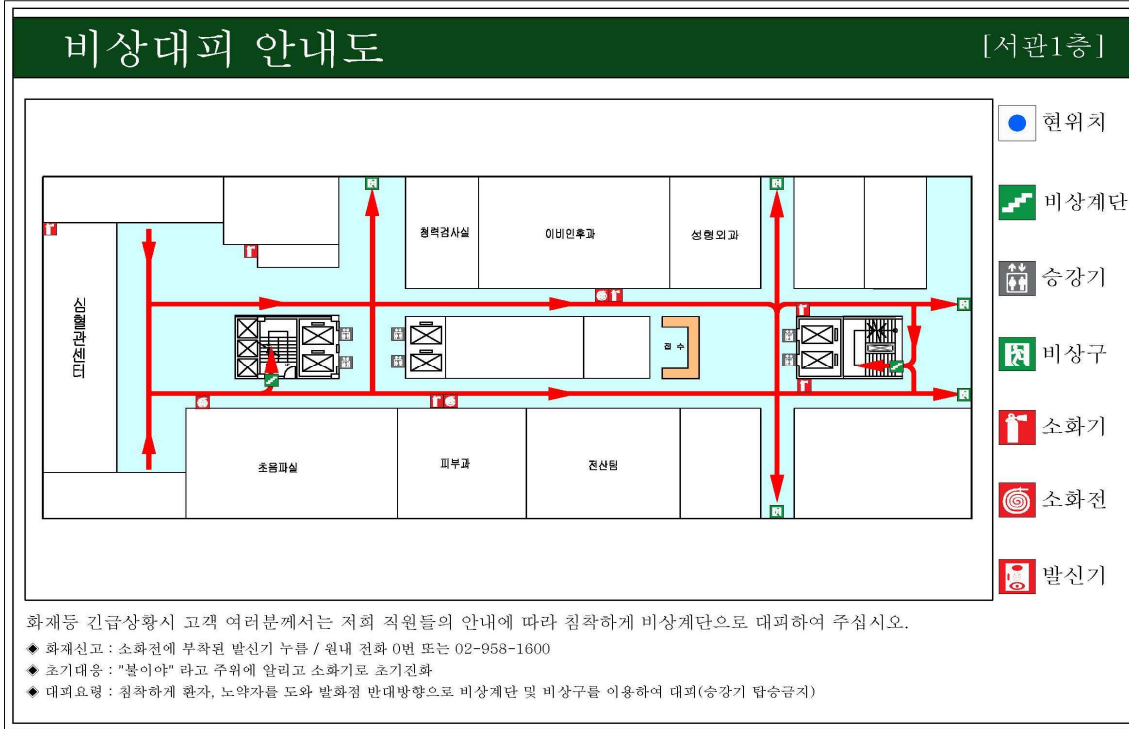 비상대피 안내도
[서관1층]
현위치
비상계단
승강기
비상구
소화기
소화전
발신기
청력검사실
이비인후과
성형외과
심혈관센터
접수
초음파실
피부과
전산팀
화재등 긴급상황시 고객 여러분께서는 저희 직원들의 안내에 따라 침착하게 비상계단으로 대피하여 주십시오.
◆ 화재신고 : 소화전에 부착된 발신기 누름 / 원내 전화 0번 또는 02-958-1600
◆ 초기대응 : "불이야" 라고 주위에 알리고 소화기로 초기진화
◆ 대피요령 : 침착하게 환자, 노약자를 도와 발화점 반대방향으로 비상계단 및 비상구를 이용하여 대피(승강기 탑승금지)